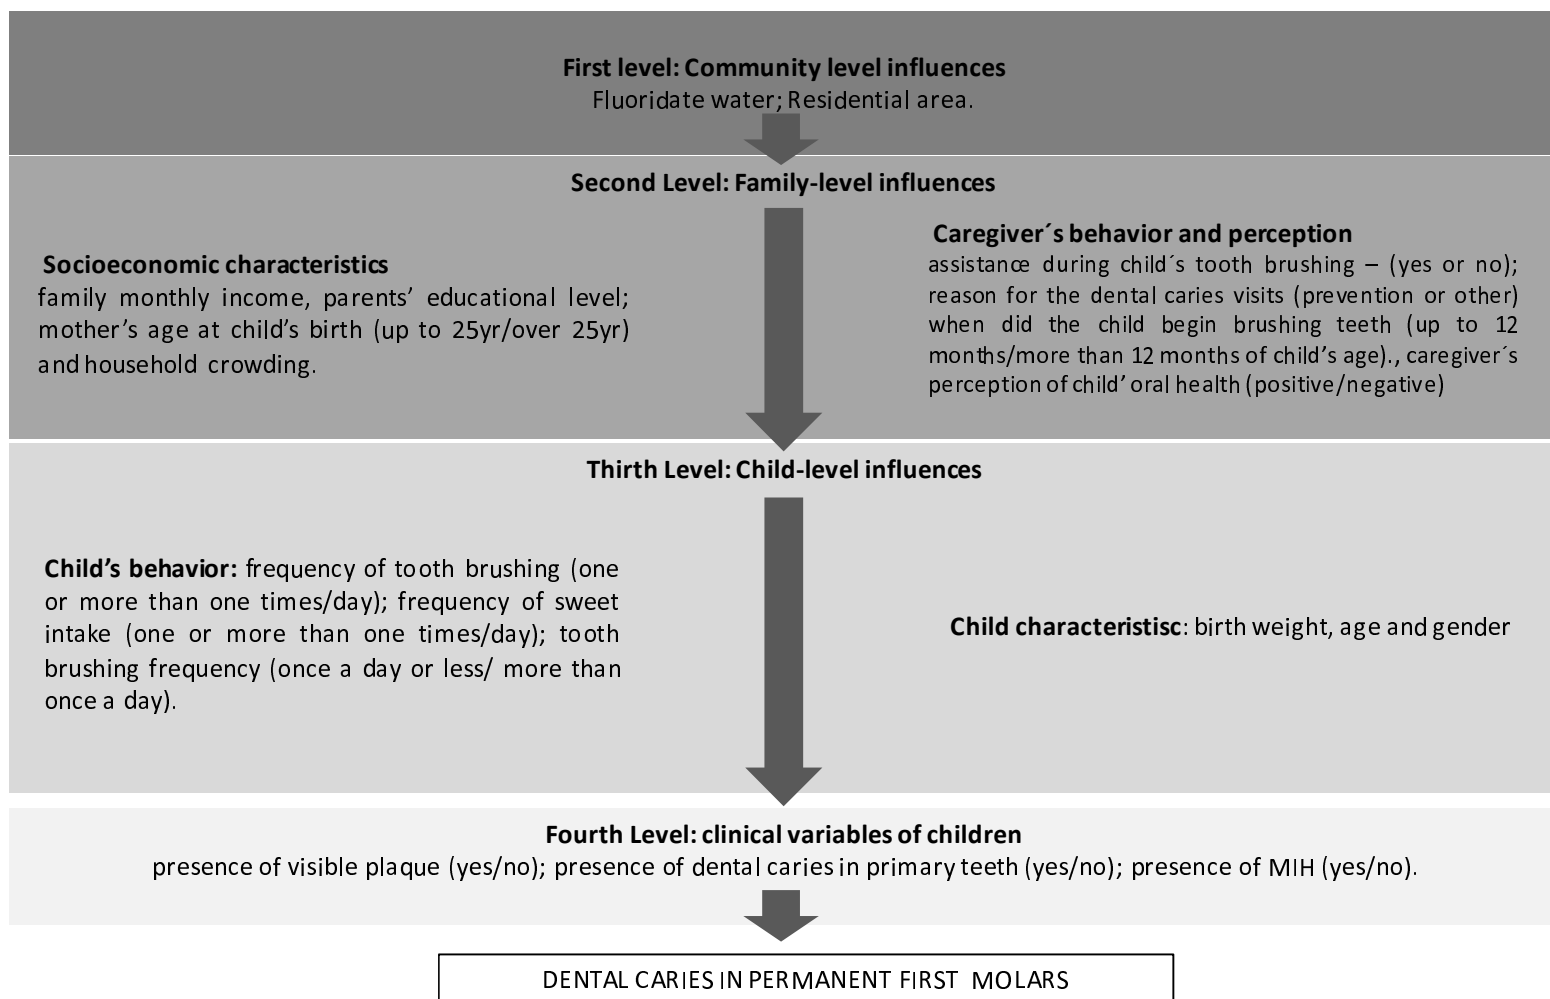 First level: Community level influences
Fluoridate water; Residential area.
Second Level: Family-level influences
Socioeconomic characteristics
family monthly income, parents’ educational level;
mother’s age at child’s birth (up to 25yr/over 25yr)
and household crowding.
Caregiver´s behavior and perception
assistance during child´s tooth brushing – (yes or no);
reason for the dental caries visits (prevention or other)
when did the child begin brushing teeth (up to 12
months/more than 12 months of child’s age)., caregiver´s
perception of child’ oral health (positive/negative)
Thirth Level: Child-level influences
Child’s behavior: frequency of tooth brushing (one
or more than one times/day); frequency of sweet
intake (one or more than one times/day); tooth
brushing frequency (once a day or less/ more than
once a day).
Child characteristisc: birth weight, age and gender
Fourth Level: clinical variables of children
presence of visible plaque (yes/no); presence of dental caries in primary teeth (yes/no); presence of MIH (yes/no).
DENTAL CARIES IN PERMANENT FIRST MOLARS